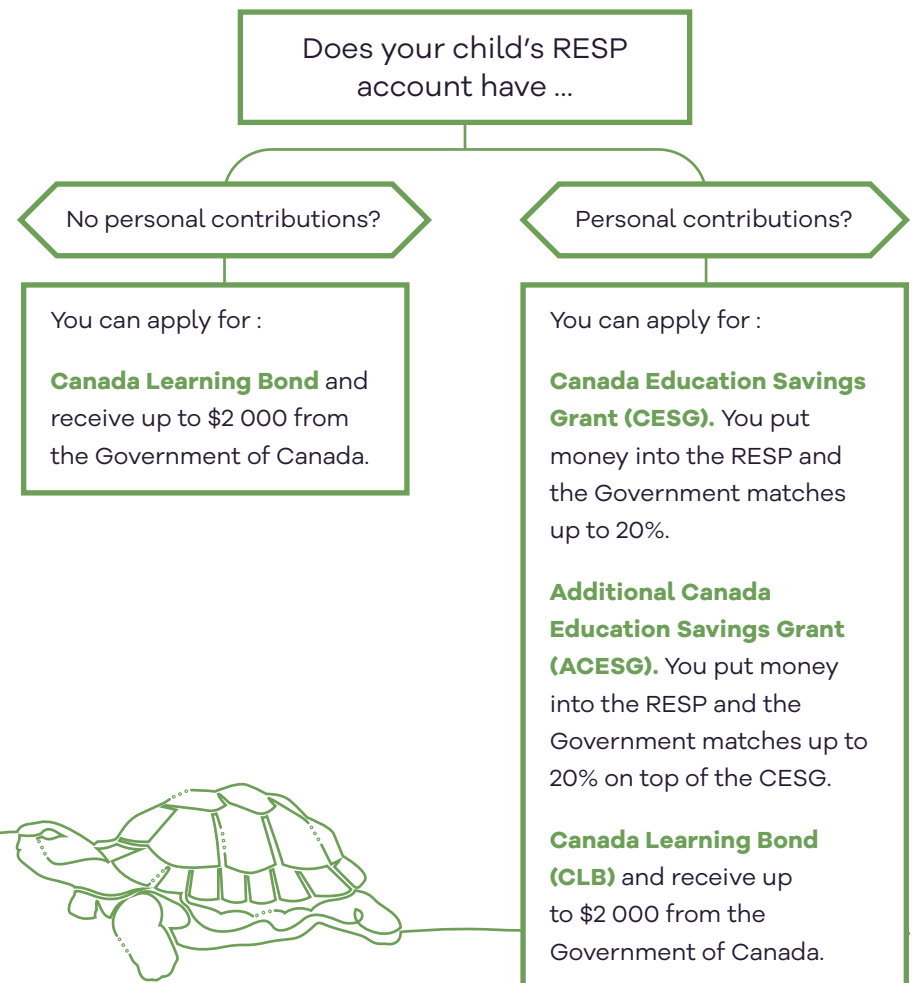 Does your child's RESP
account have ...
No personal contributions?
You can apply for :
Canada Learning Bond and
receive up to $2 000 from
the Government of Canada.
Personal contributions?
You can apply for :
Canada Education Savings
Grant (CESG). You put
money into the RESP and
the Government matches
up to 20%.
Additional Canada
Education Savings Grant
(ACESG). You put money
into the RESP and the
Government matches up to
20% on top of the CESG.
Canada Learning Bond
(CLB) and receive up
to $2 000 from the
Government of Canada.